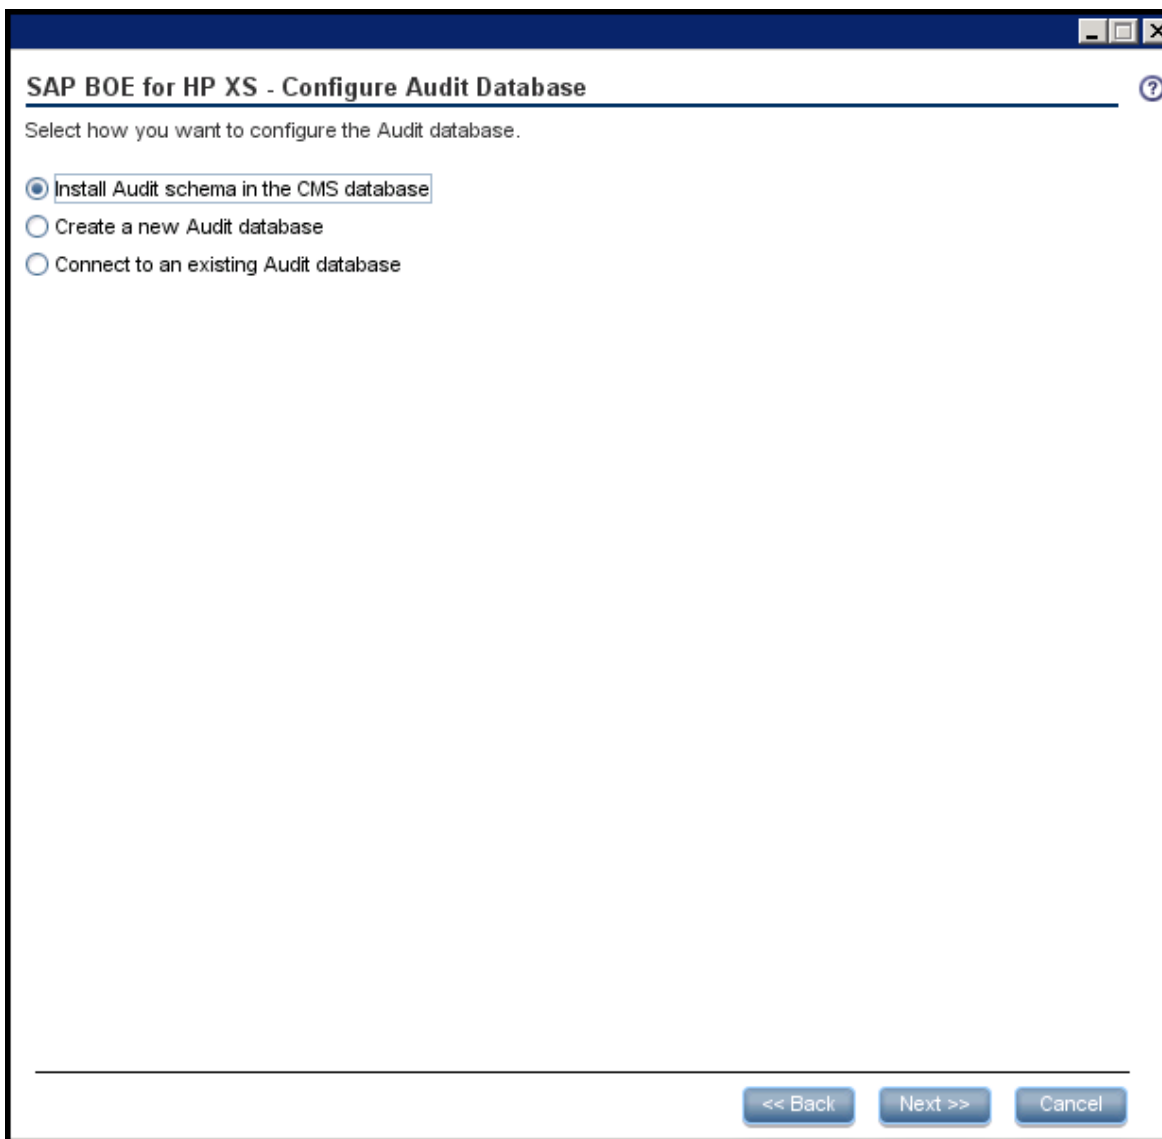 SAP BOE for HP XS - Configure Audit Database
?
Select how you want to configure the Audit database.
Install Audit schema in the CMS database
Create a new Audit database
Connect to an existing Audit database
<< Back Next >> Cancel